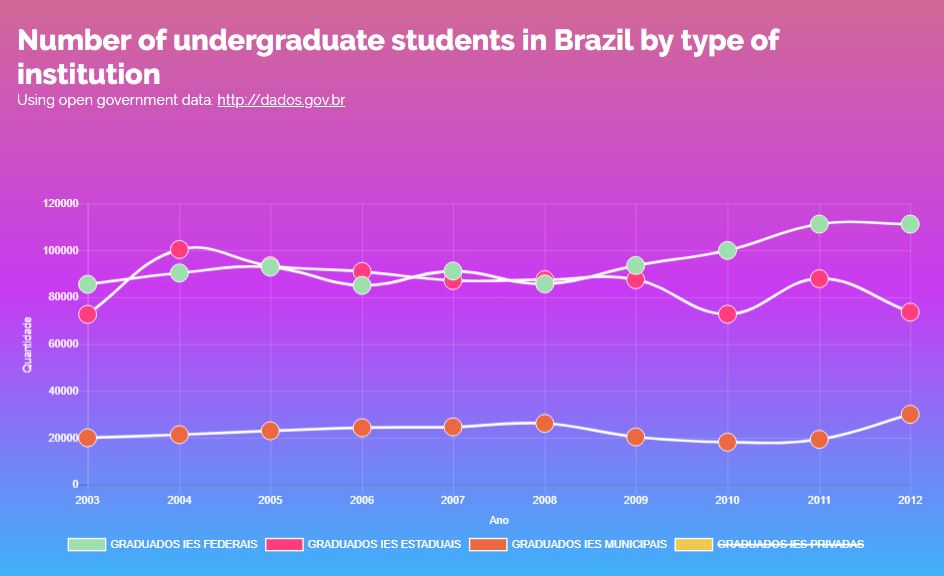 Number of undergraduate students in Brazil by type of
institution
Using open government data: http://dados.gov.br
120000
100000
80000
60000
40000
20000
0
Quantidade
2003 2004 2005 2006 2007 2008 2009 2010 2011 2012
Ano
GRADUADOS IES FEDERAIS GRADUADOS IES ESTADUAIS GRADUADOS IES MUNICIPAIS GRADUADOS IES PRIVADAS